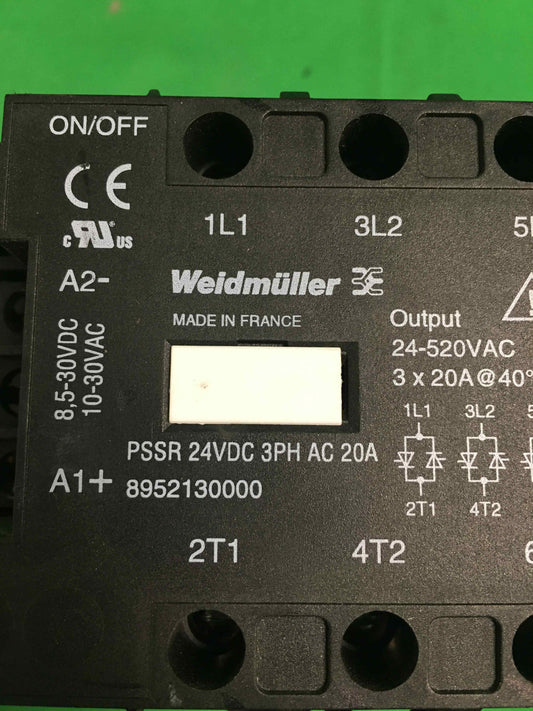 ON/OFF
CE
c RU US
1L1 3L2
A2-
Weidmüller
MADE IN FRANCE
8,5-30VDC
10-30VAC
Output
24-520VAC
3 x 20A@40°
1L1 3L2
PSSR 24VDC 3PH AC 20A
A1+
8952130000
2T1 4T2
2T1 4T2